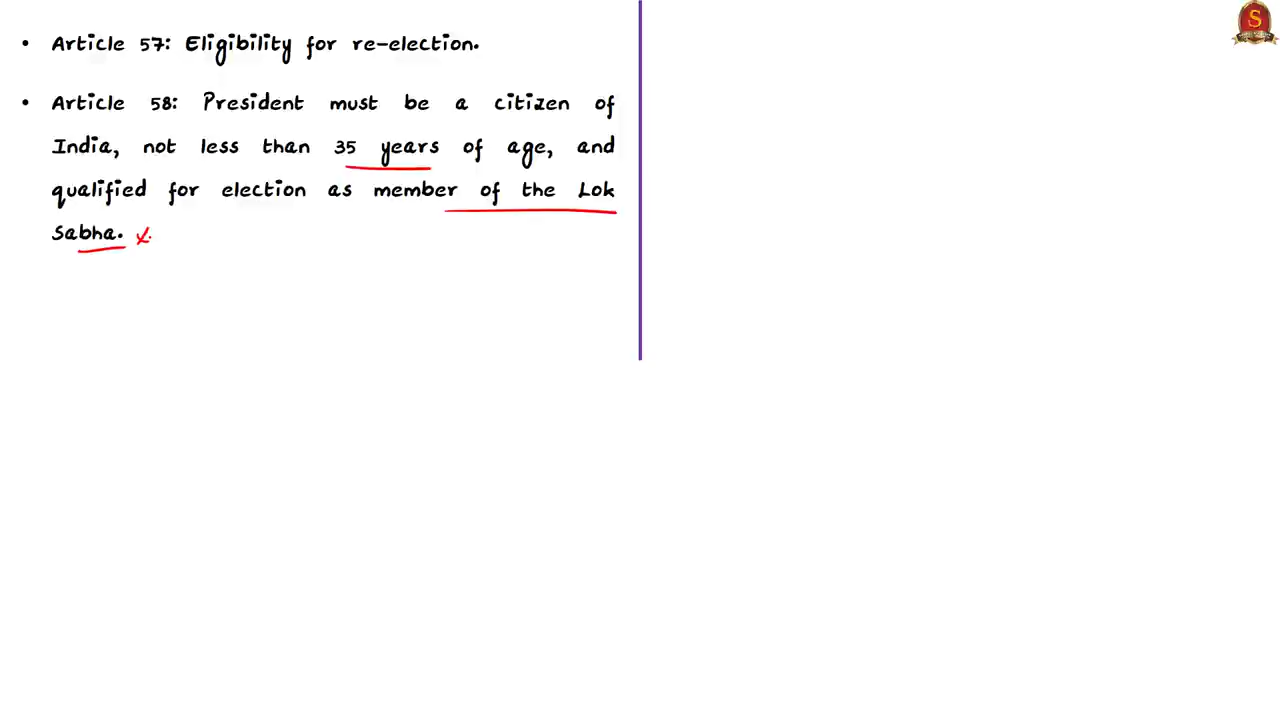 • Article 57: Eligibility for re-election.
• Article 58: President must be a citizen of
India, not less than 35 years of age, and
qualified for election as member of the Lok
Sabha. x
S